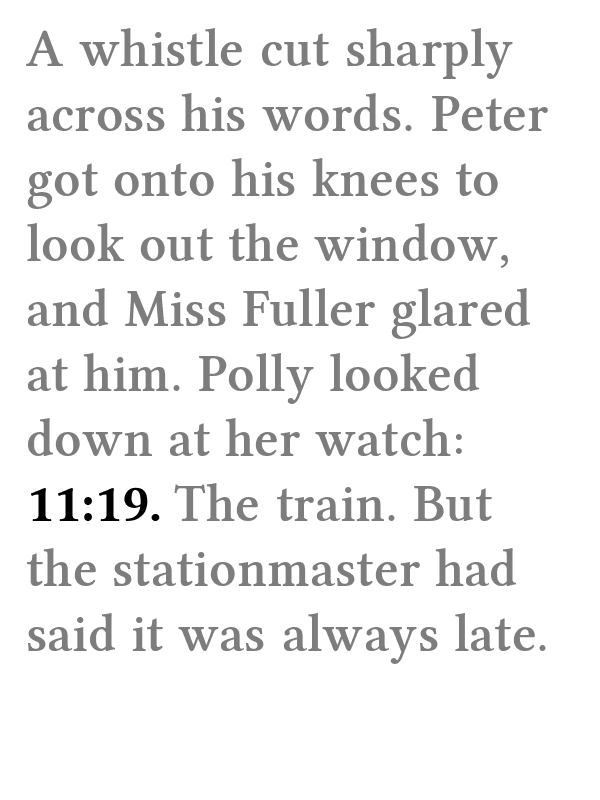 A whistle cut sharply
across his words. Peter
got onto his knees to
look out the window,
and Miss Fuller glared
at him. Polly looked
down at her watch:
11:19. The train. But
the stationmaster had
said it was always late.